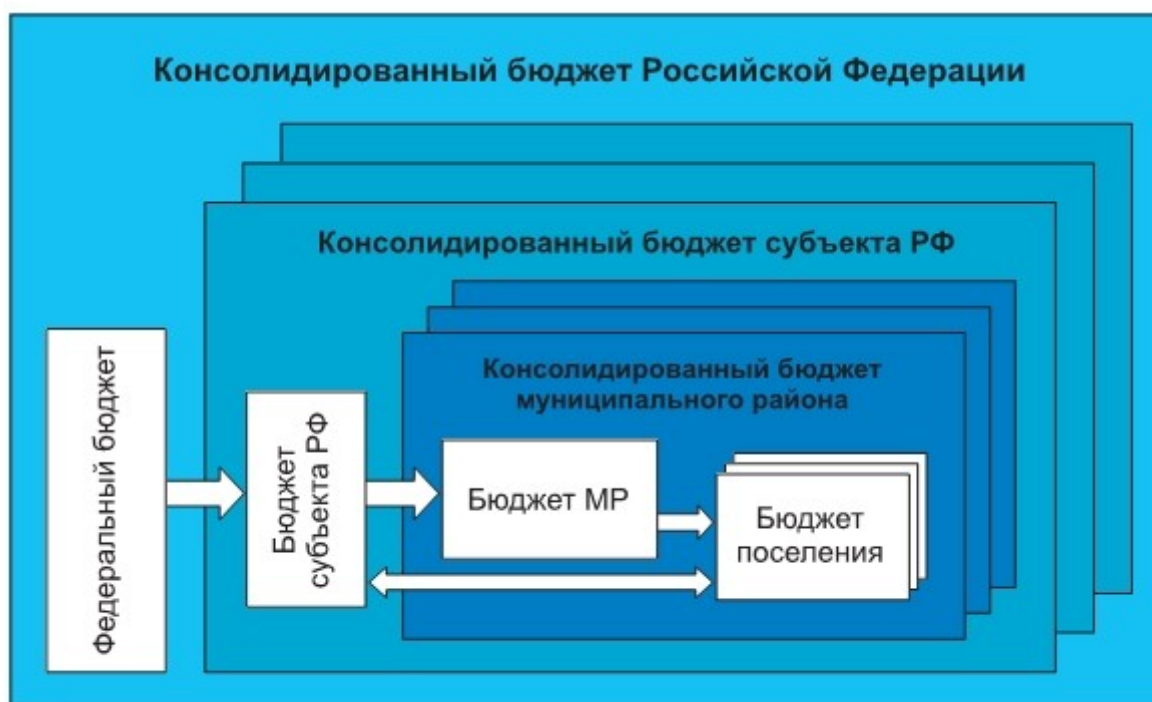 Консолидированный бюджет Российской Федерации
Консолидированный бюджет субъекта РФ
Консолидированный бюджет
муниципального района
Федеральный бюджет
Бюджет
субъекта РФ
Бюджет МР
Бюджет
поселения